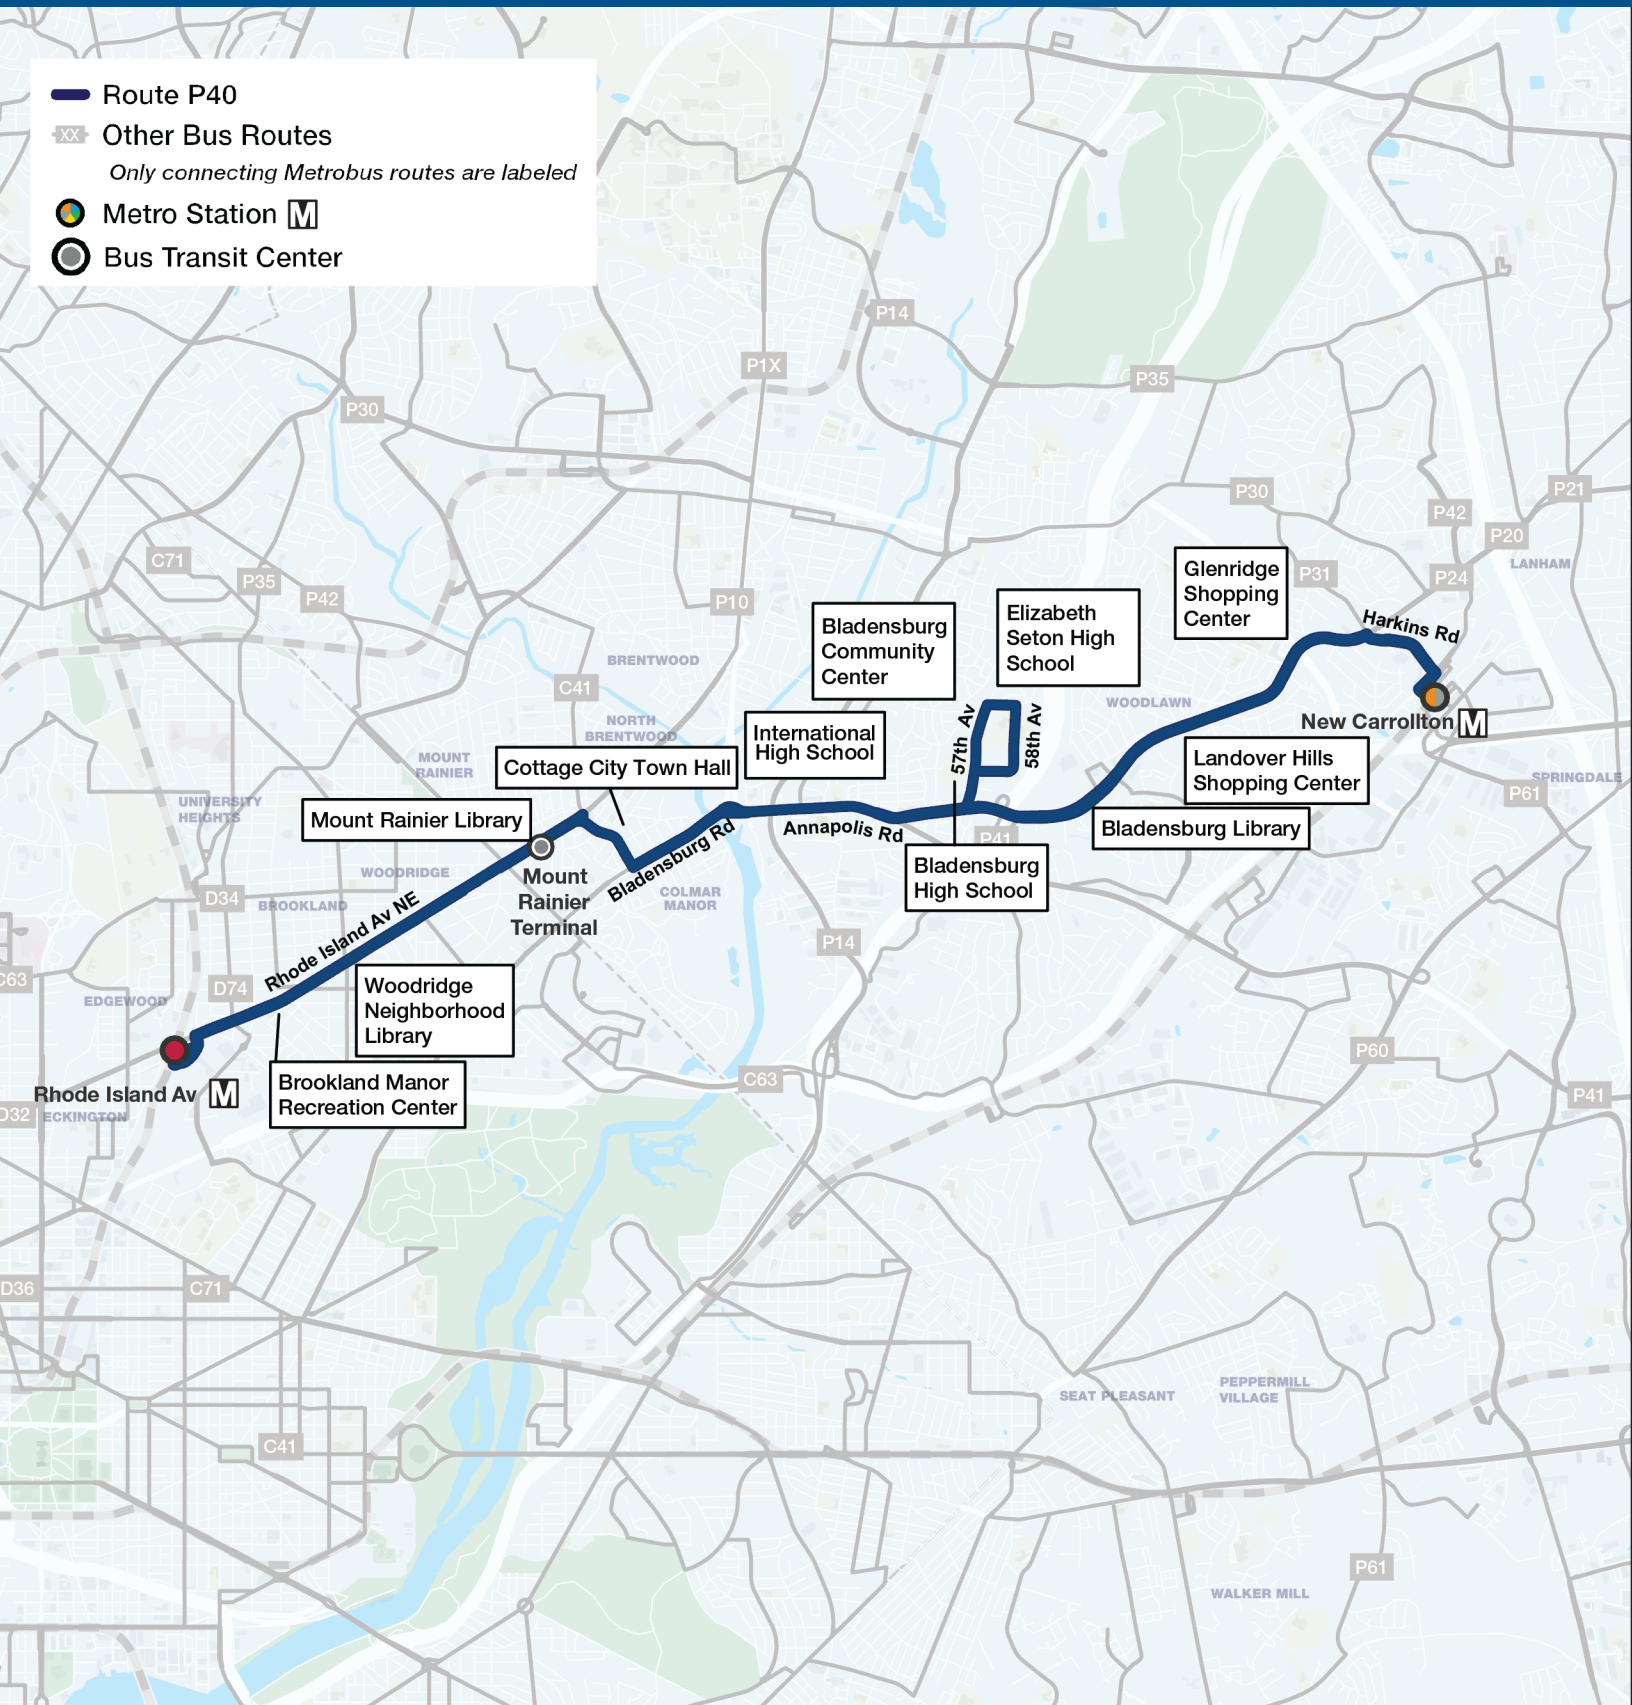 Route P40
XX Other Bus Routes
Only connecting Metrobus routes are labeled
Metro Station M
Bus Transit Center
P14
P1X
P35
P30
P30
P21
P42
P20
C71
LANHAM
P35
P31
P24
P42
P10
Glenridge
Shopping
Center
Elizabeth
Seton High
School
Bladensburg
Community
Center
Harkins Rd
BRENTWOOD
C41
WOODLAWN
New Carrollton M
NORTH
BRENTWOOD
57th Av
58th Av
International
High School
MOUNT
RAINIER
Cottage City Town Hall
Landover Hills
Shopping Center
SPRINGDALE
P61
UNIVERSITY
HEIGHTS
Mount Rainier Library
Annapolis Rd
P41
Bladensburg Library
Bladensburg Rd
WOODRIDGE
Mount
Rainier
Terminal
Bladensburg
High School
COLMAR
MANOR
D34
BROOKLAND
Rhode Island Av NE
P14
C63
D74
EDGEWOOD
Woodridge
Neighborhood
Library
P60
C63
Rhode Island Av M
Brookland Manor
Recreation Center
P41
D32
ECKINGTON
D36
C71
SEAT PLEASANT
PEPPERMILL
VILLAGE
C41
P61
WALKER MILL